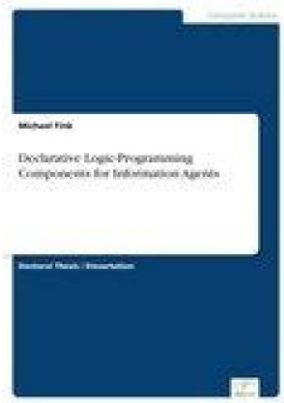 Michael Fink
Declarative Logic-Programming
Components for Information Agents
Doctoral Thesis / Dissertation